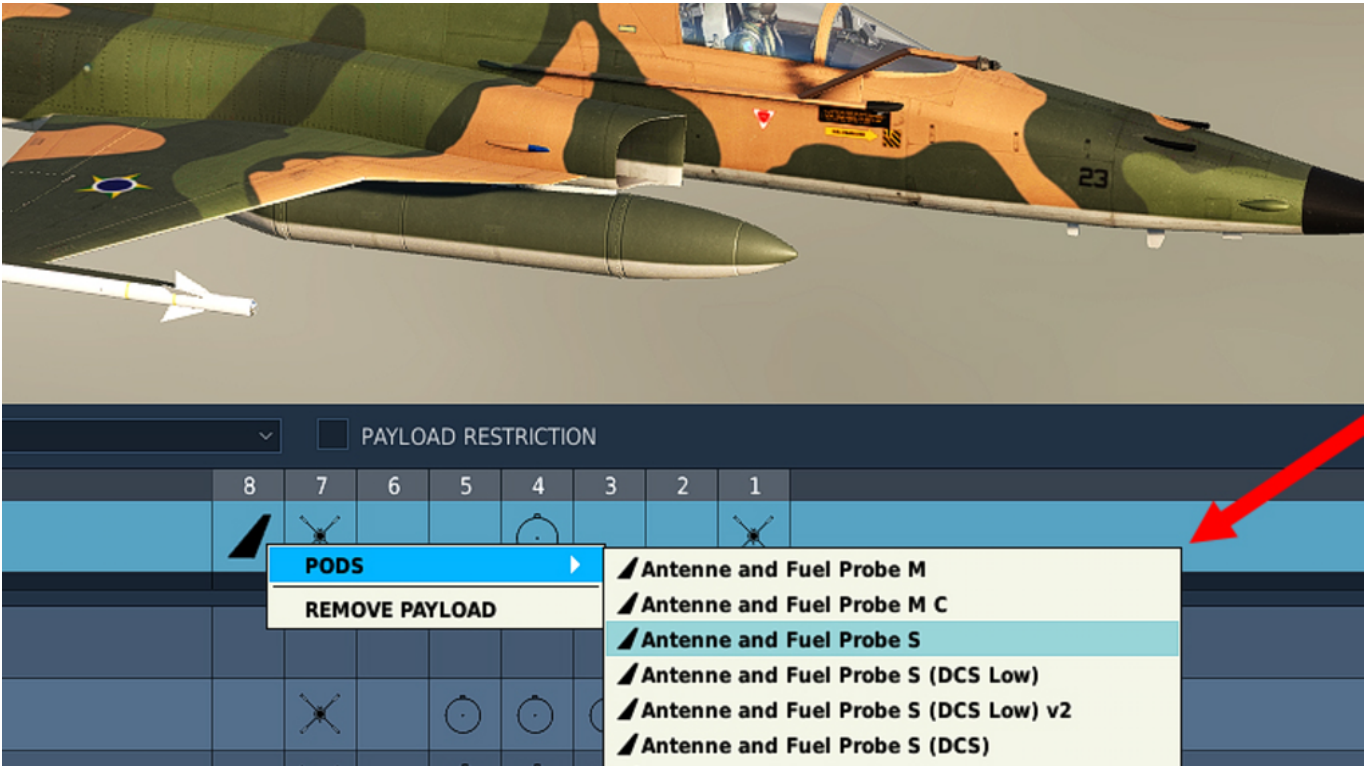 23
PAYLOAD RESTRICTION
8 7 6 5 4 3 2 1
PODS
REMOVE PAYLOAD
Antenne and Fuel Probe M
Antenne and Fuel Probe M C
Antenne and Fuel Probe S
Antenne and Fuel Probe S (DCS Low)
Antenne and Fuel Probe S (DCS Low) v2
Antenne and Fuel Probe S (DCS)